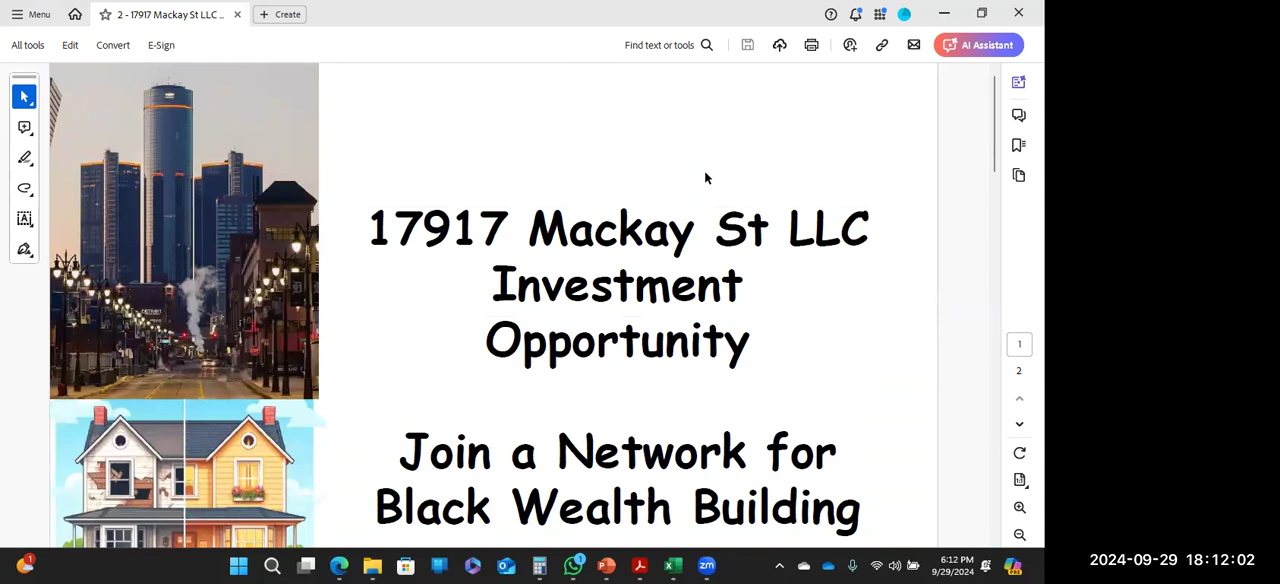 Menu
2 - 17917 Mackay St LLC ...
Create
All tools
Edit
Convert
E-Sign
Find text or tools
AI Assistant
17917 Mackay St LLC
Investment
Opportunity
Join a Network for
Black Wealth Building
1
2
6:12 PM
9/29/2024
2024-09-29 18:12:02